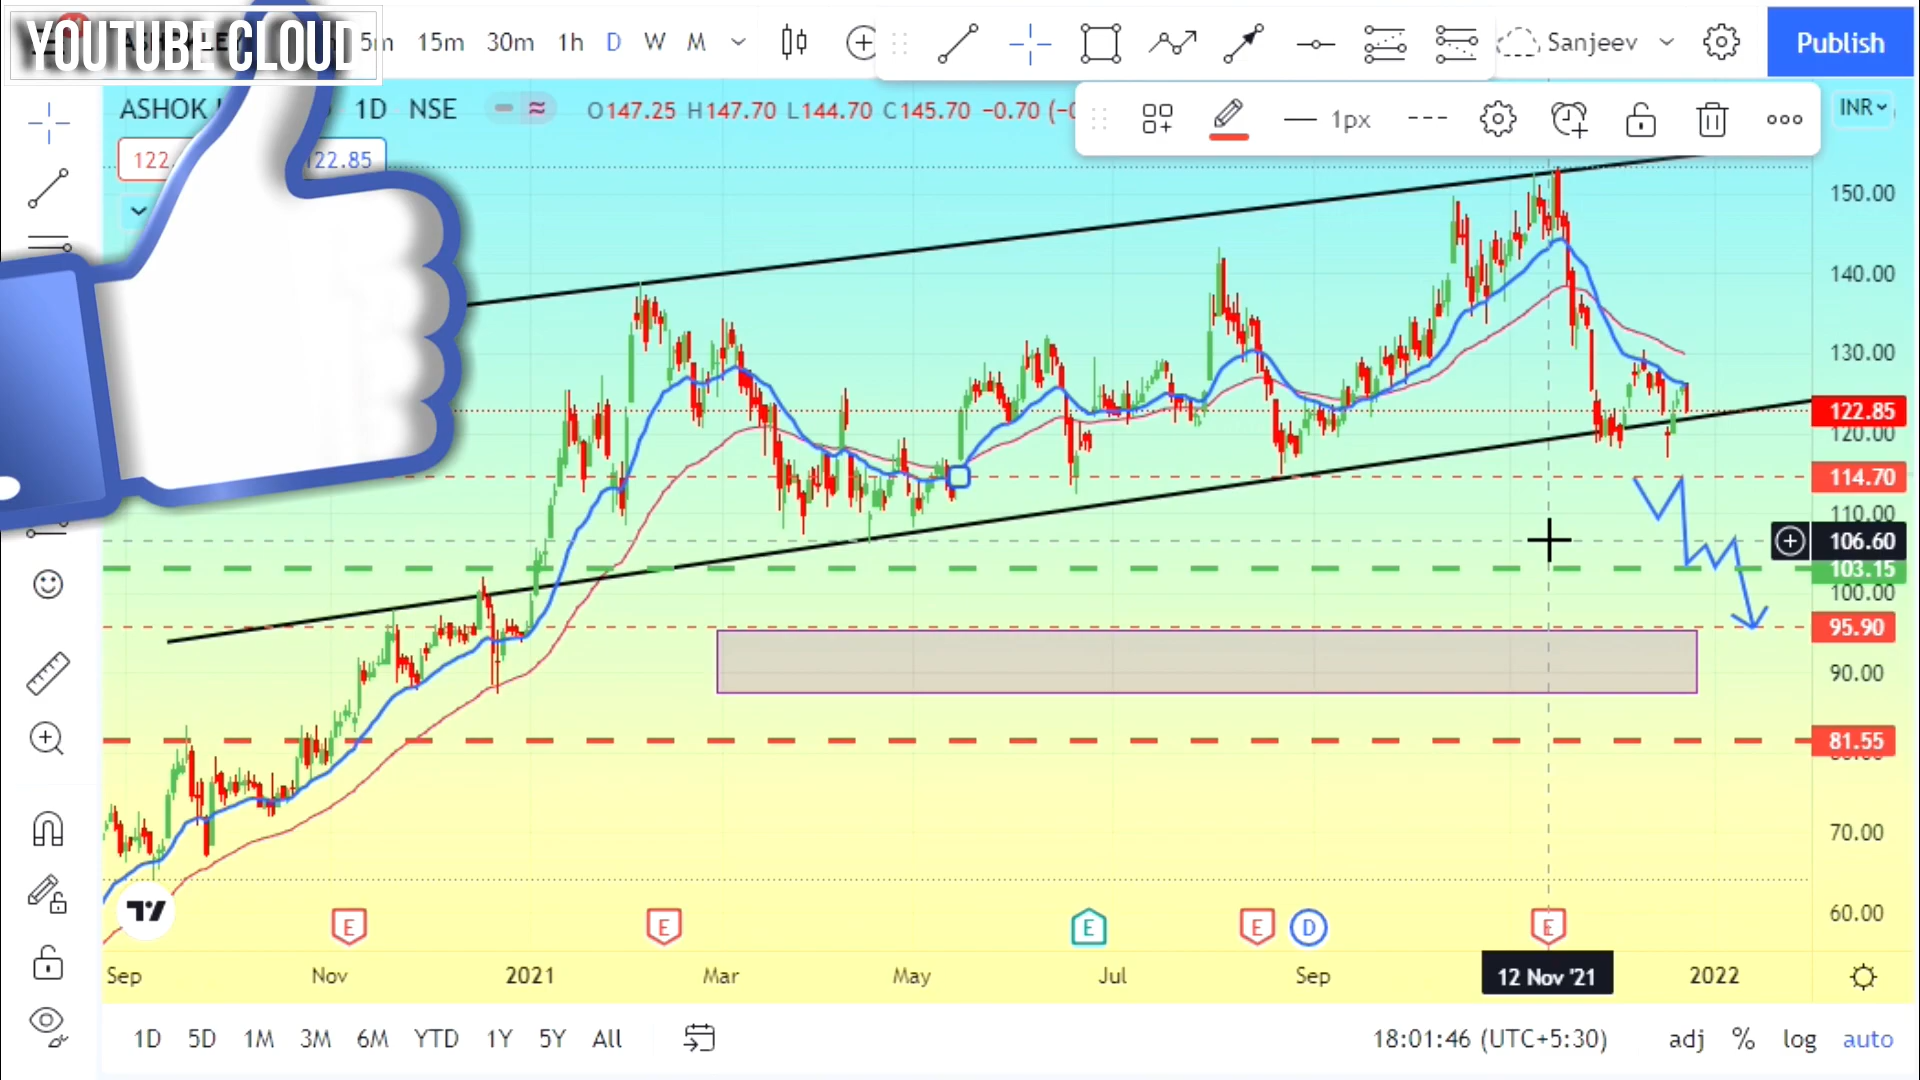 YOUTUBE CLOUD
5m 15m 30m 1h D W M
Sanjeev
Publish
ASHOK
1D NSE
O147.25 H147.70 L144.70 C145.70 −0.70
1px
INR
122.
122.85
150.00
140.00
130.00
122.85
120.00
114.70
110.00
106.60
103.15
100.00
95.90
90.00
81.55
70.00
60.00
E E E E D E
Sep Nov 2021 Mar May Jul Sep 12 Nov '21 2022
1D 5D 1M 3M 6M YTD 1Y 5Y All
18:01:46 (UTC+5:30) adj % log auto